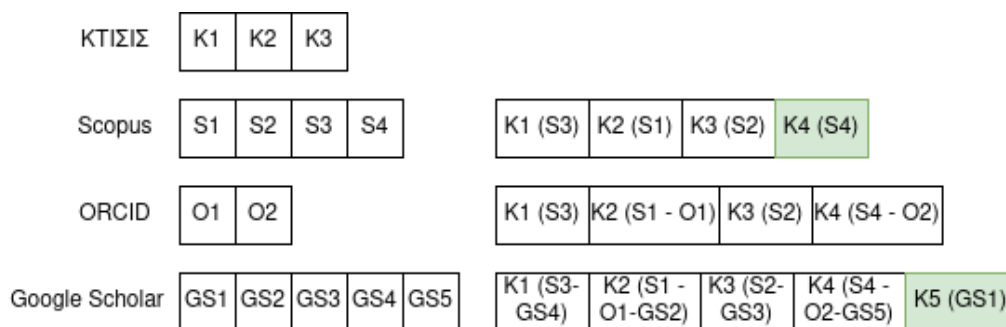 ΚΤΙΣΙΣ K1 K2 K3
Scopus S1 S2 S3 S4 K1 (S3) K2 (S1) K3 (S2) K4 (S4)
ORCID O1 O2 K1 (S3) K2 (S1 - O1) K3 (S2) K4 (S4 - O2)
Google Scholar GS1 GS2 GS3 GS4 GS5 K1 (S3- K2 (S1 - K3 (S2- K4 (S4 - K5 (GS1)
GS4) O1-GS2) GS3) O2-GS5)